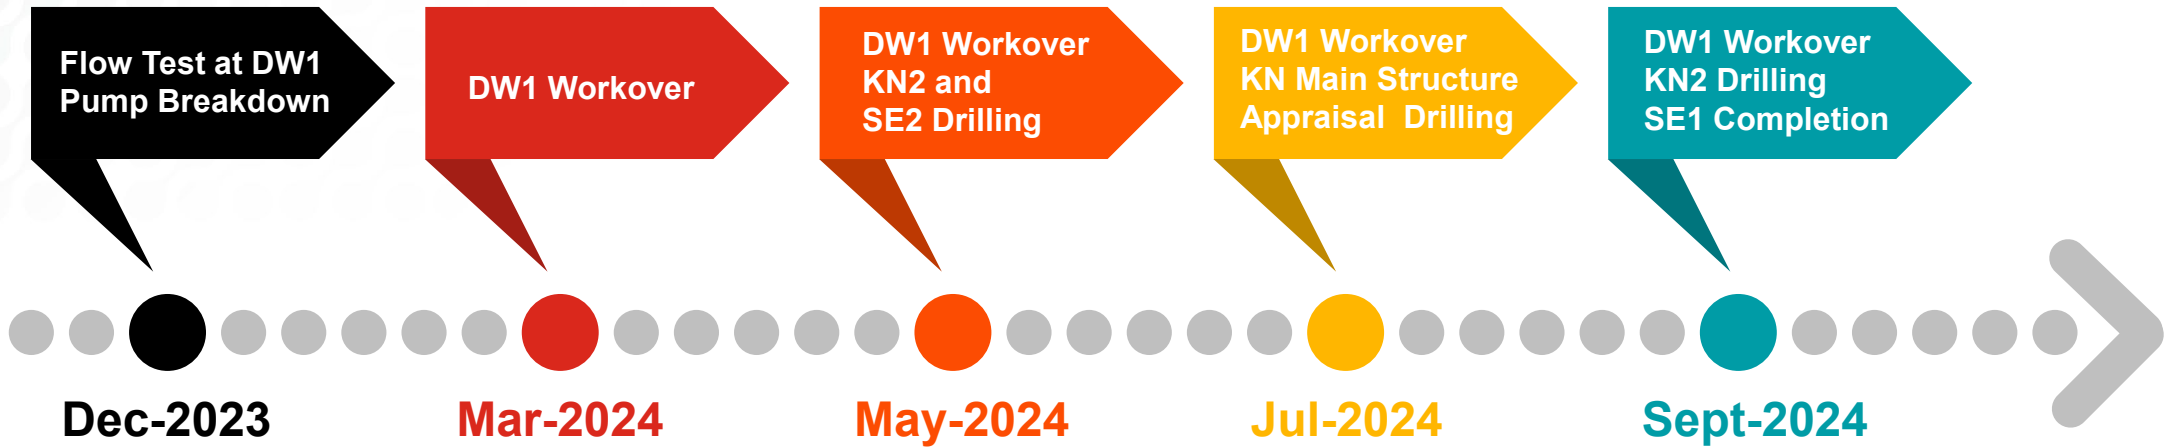 Flow Test at DW1
Pump Breakdown
DW1 Workover
DW1 Workover
KN2 and
SE2 Drilling
DW1 Workover
KN Main Structure
Appraisal  Drilling
DW1 Workover
KN2 Drilling
SE1 Completion
Dec-2023
Mar-2024
May-2024
Jul-2024
Sept-2024